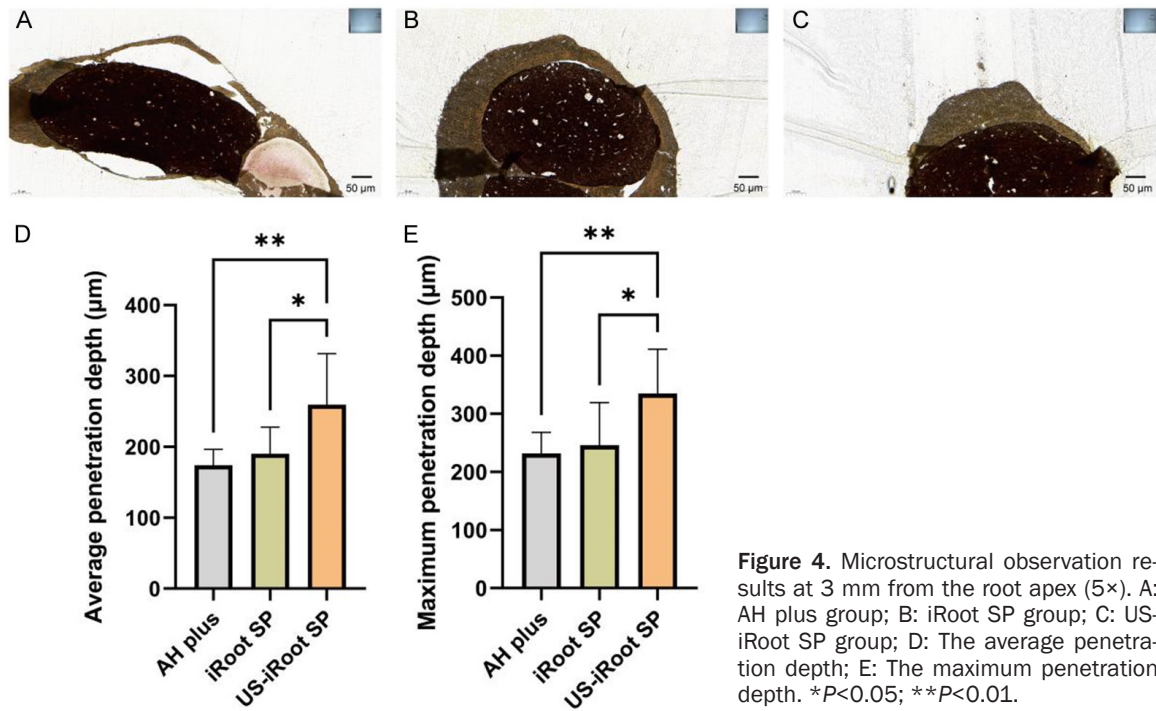 A
B
C
50 µm
50 µm
50 µm
D
Average penetration depth (µm)
400
300
200
100
0
**
*
AH plus
iRoot SP
US-iRoot SP
E
Maximum penetration depth (µm)
500
400
300
200
100
0
**
*
AH plus
iRoot SP
US-iRoot SP
Figure 4. Microstructural observation re-
sults at 3 mm from the root apex (5×). A:
AH plus group; B: iRoot SP group; C: US-
iRoot SP group; D: The average penetra-
tion depth; E: The maximum penetration
depth. *P<0.05; **P<0.01.